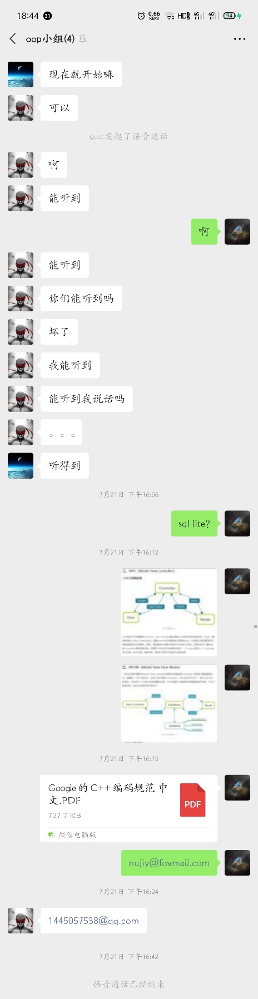 18:44 31 0.66 KB/S HD 1 2 4G 4G+ 94
oop小组(4)
现在就开始嘛
可以
gust发起了语音通话
啊
能听到
啊
能听到
你们能听到吗
坏了
我能听到
能听到我说话吗
。。。
听得到
7月21日 下午16:06
sql lite?
7月21日 下午16:12
二、MVC (Model View Controller)
Controller
View
Model
7月21日 下午16:15
Google 的 C++ 编码规范 中
文.PDF
PDF
727.7 KB
微信电脑版
nujiy@foxmail.com
7月21日 下午16:24
1445057538@qq.com
7月21日 下午16:42
语音通话已经结束